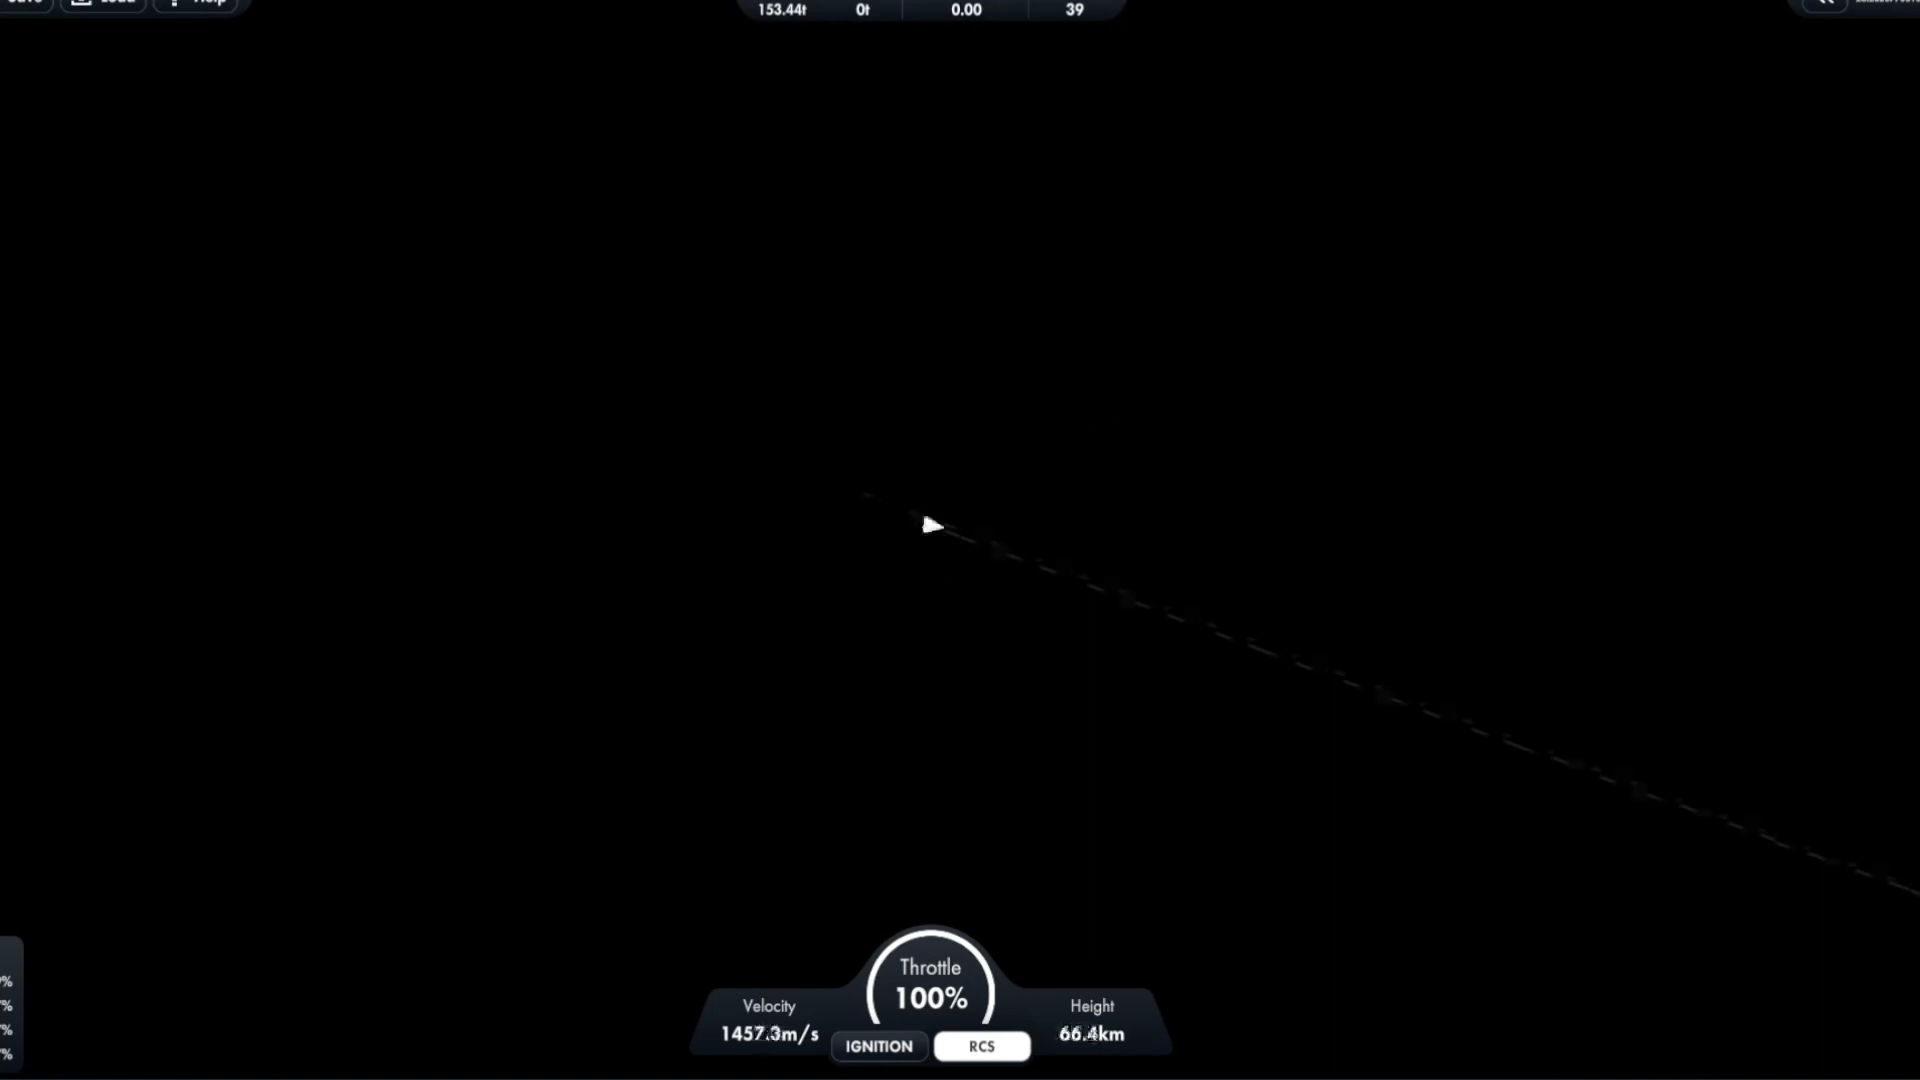 153.44t 0t 0.00 39
Throttle
100%
Velocity
1457.3m/s
Height
66.4km
IGNITION
RCS
%
%
%
%